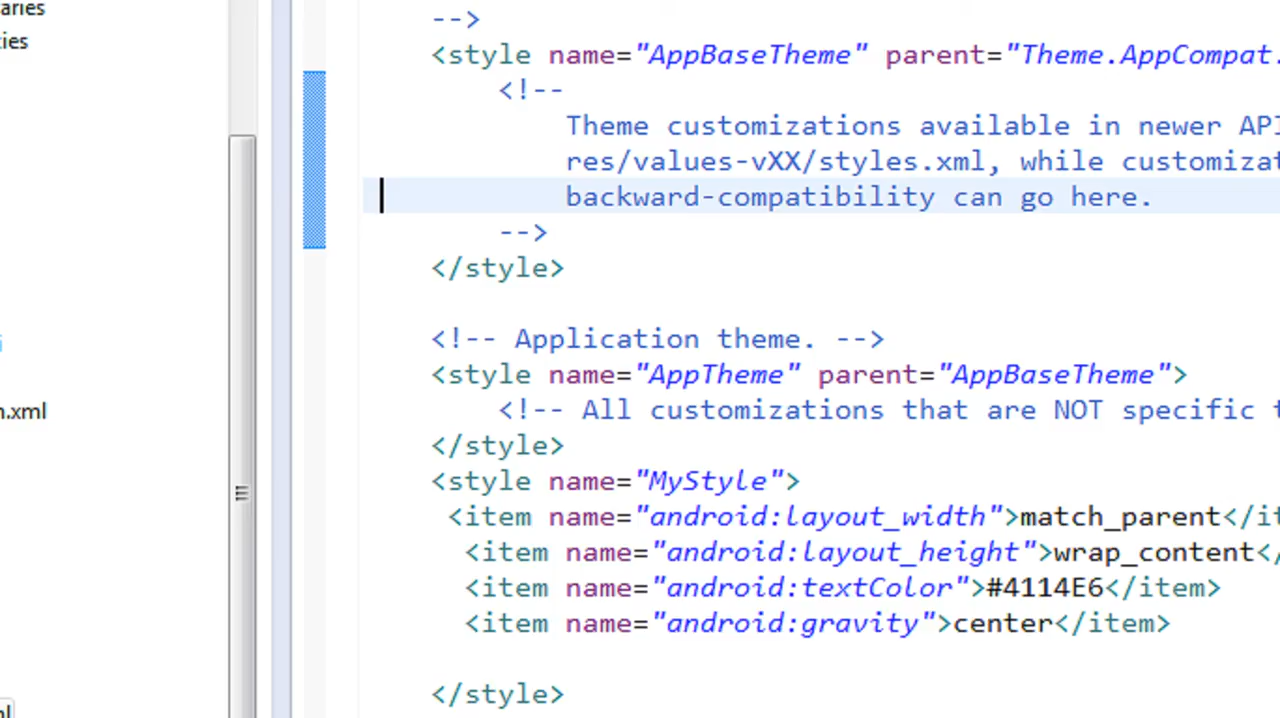 aries
ties
-->
<style name="AppBaseTheme" parent="Theme.AppCompat.
<!--
Theme customizations available in newer API
res/values-vXX/styles.xml, while customizat
backward-compatibility can go here.
-->
</style>
<!-- Application theme. -->
<style name="AppTheme" parent="AppBaseTheme">
<!-- All customizations that are NOT specific t
n.xml
</style>
<style name="MyStyle">
<item name="android:layout_width">match_parent</it
<item name="android:layout_height">wrap_content</
<item name="android:textColor">#4114E6</item>
<item name="android:gravity">center</item>
</style>